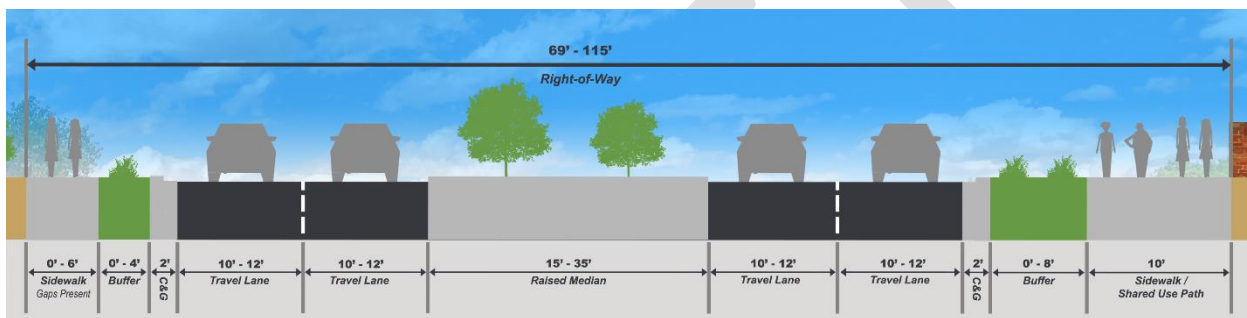 69' - 115'
Right-of-Way
0' - 6'
Sidewalk
Gaps Present
0' - 4'
Buffer
2'
C&G
10' - 12'
Travel Lane
10' - 12'
Travel Lane
15' - 35'
Raised Median
10' - 12'
Travel Lane
10' - 12'
Travel Lane
2'
C&G
0' - 8'
Buffer
10'
Sidewalk /
Shared Use Path